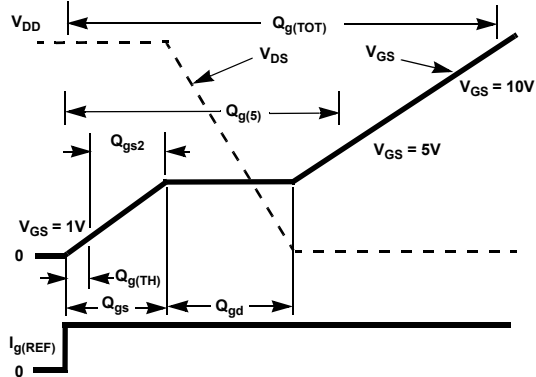 V_DD
Q_g(TOT)
V_DS
V_GS
V_GS = 10V
Q_g(5)
Q_gs2
V_GS = 5V
V_GS = 1V
0
Q_g(TH)
Q_gs
Q_gd
I_g(REF)
0